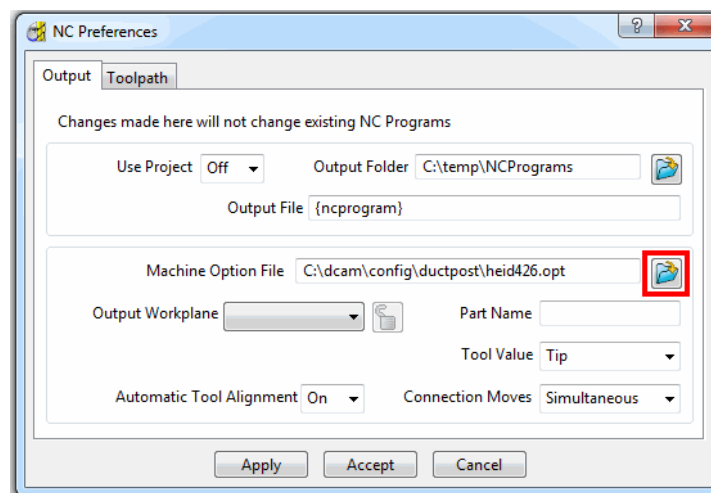 NC Preferences
Output Toolpath
Changes made here will not change existing NC Programs
Use Project Off Output Folder C:\temp\NCPrograms
Output File {ncprogram}
Machine Option File C:\dcam\config\ductpost\heid426.opt
Output Workplane Part Name
Tool Value Tip
Automatic Tool Alignment On Connection Moves Simultaneous
Apply Accept Cancel